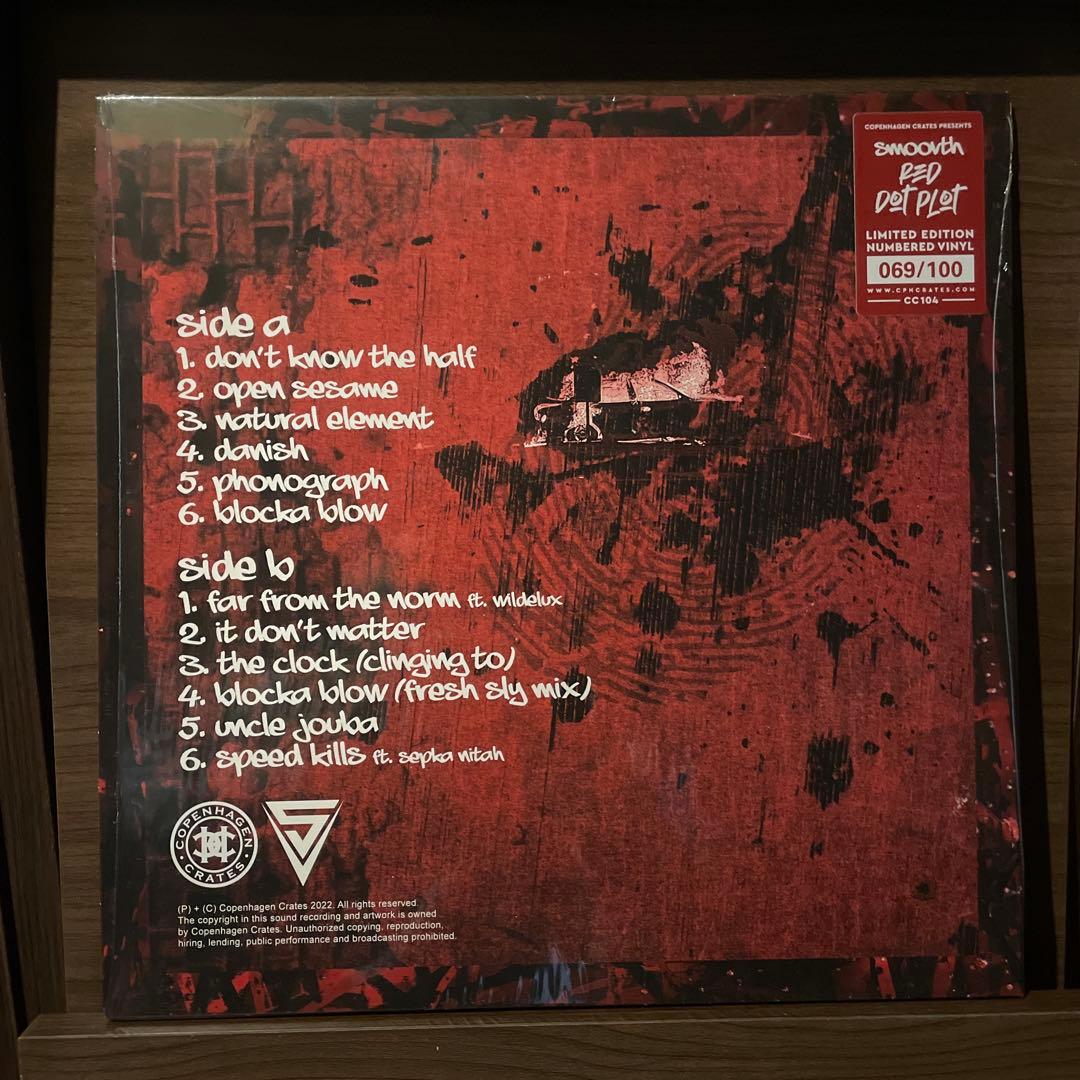 COPENHAGEN CRATES PRESENTS
smoovth
RED
DOT PLOT
LIMITED EDITION
NUMBERED VINYL
069/100
WWW.CPHCRATES.COM
CC104
side a
1. don't know the half
2. open sesame
3. natural element
4. danish
5. phonograph
6. blocka blow
side b
1. far from the norm ft. wildelux
2. it don't matter
3. the clock (clinging to)
4. blocka blow (fresh sly mix)
5. uncle jouba
6. speed kills ft. sepka nitah
COPENHAGEN
CRATES
(P) + (C) Copenhagen Crates 2022. All rights reserved.
The copyright in this sound recording and artwork is owned
by Copenhagen Crates. Unauthorized copying, reproduction,
hiring, lending, public performance and broadcasting prohibited.